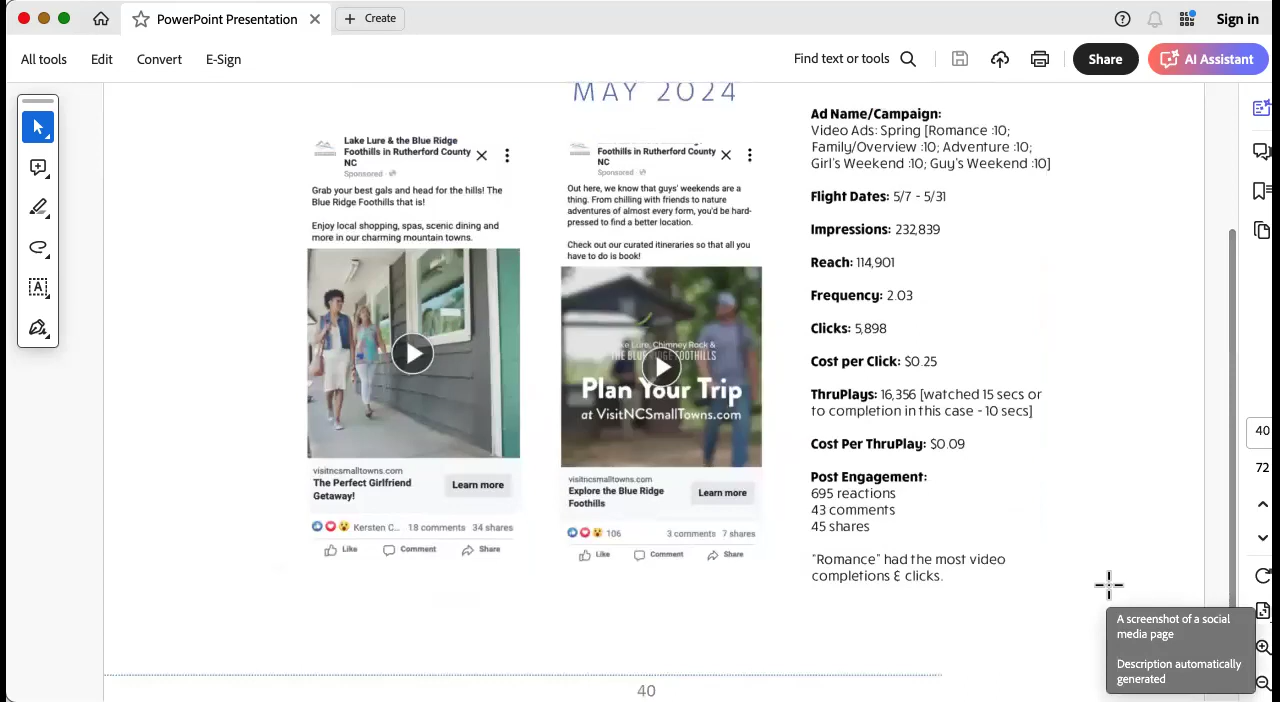 PowerPoint Presentation
Create
Sign in
All tools
Edit
Convert
E-Sign
Find text or tools
Share
AI Assistant
MAY 2024
Lake Lure & the Blue Ridge
Foothills in Rutherford County
NC
Sponsored
Grab your best gals and head for the hills! The
Blue Ridge Foothills that is!
Enjoy local shopping, spas, scenic dining and
more in our charming mountain towns.
visitncsmalltowns.com
The Perfect Girlfriend
Getaway!
Learn more
Kersten C... 18 comments 34 shares
Like Comment Share
Foothills in Rutherford County
NC
Sponsored
Out here, we know that guys' weekends are a
thing. From chilling with friends to nature
adventures of almost every form, you'd be hard-
pressed to find a better location.
Check out our curated itineraries so that all you
have to do is book!
Lure, Chimney Rock &
THE BLUE RIDGE FOOTHILLS
Plan Your Trip
at VisitNCSmallTowns.com
visitncsmalltowns.com
Explore the Blue Ridge
Foothills
Learn more
106 3 comments 7 shares
Like Comment Share
Ad Name/Campaign:
Video Ads: Spring [Romance :10;
Family/Overview :10; Adventure :10;
Girl's Weekend :10; Guy's Weekend :10]
Flight Dates: 5/7 - 5/31
Impressions: 232,839
Reach: 114,901
Frequency: 2.03
Clicks: 5,898
Cost per Click: $0.25
ThruPlays: 16,356 [watched 15 secs or
to completion in this case - 10 secs]
Cost Per ThruPlay: $0.09
Post Engagement:
695 reactions
43 comments
45 shares
"Romance" had the most video
completions & clicks.
40
72
A screenshot of a social
media page
Description automatically
generated
40